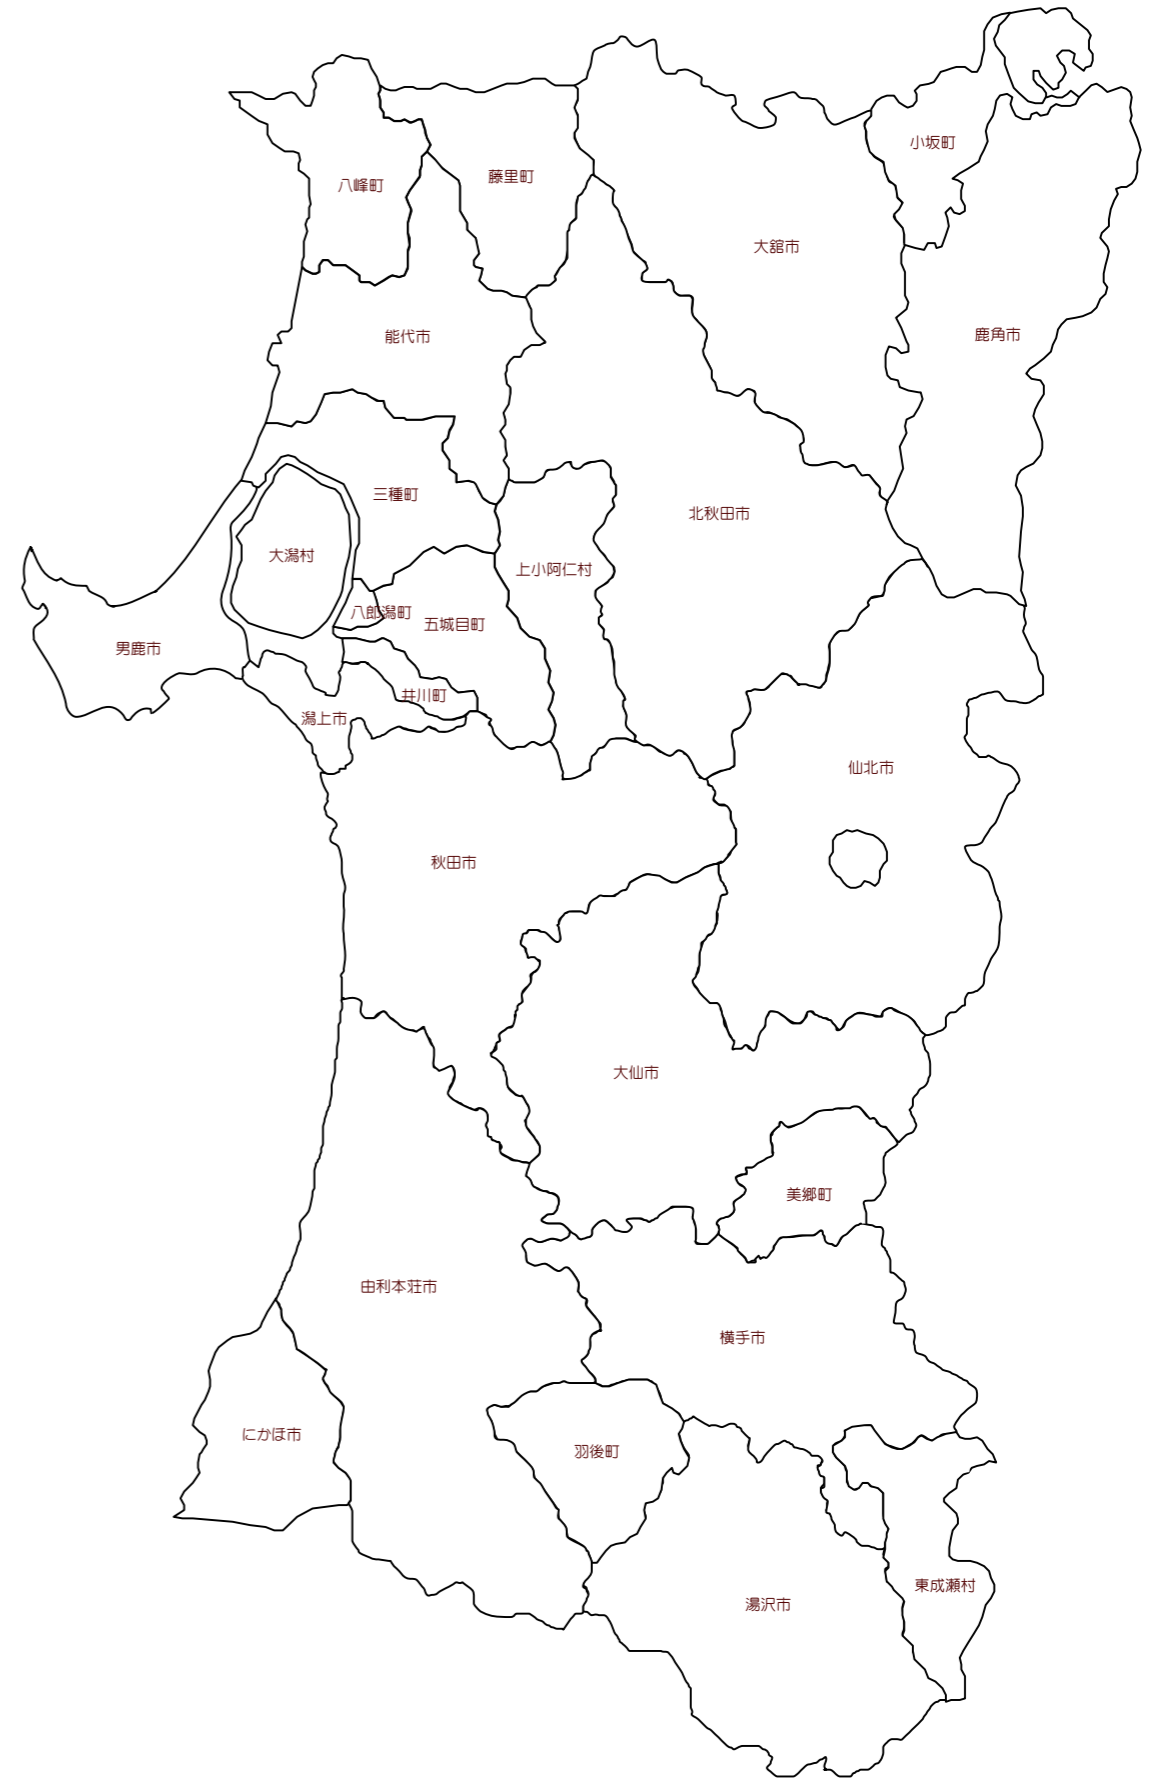 小坂町
藤里町
八峰町
大舘市
鹿角市
能代市
三種町
北秋田市
大潟村
上小阿仁村
八郎潟町
五城目町
男鹿市
井川町
潟上市
仙北市
秋田市
大仙市
美郷町
由利本荘市
横手市
にかほ市
羽後町
東成瀬村
湯沢市